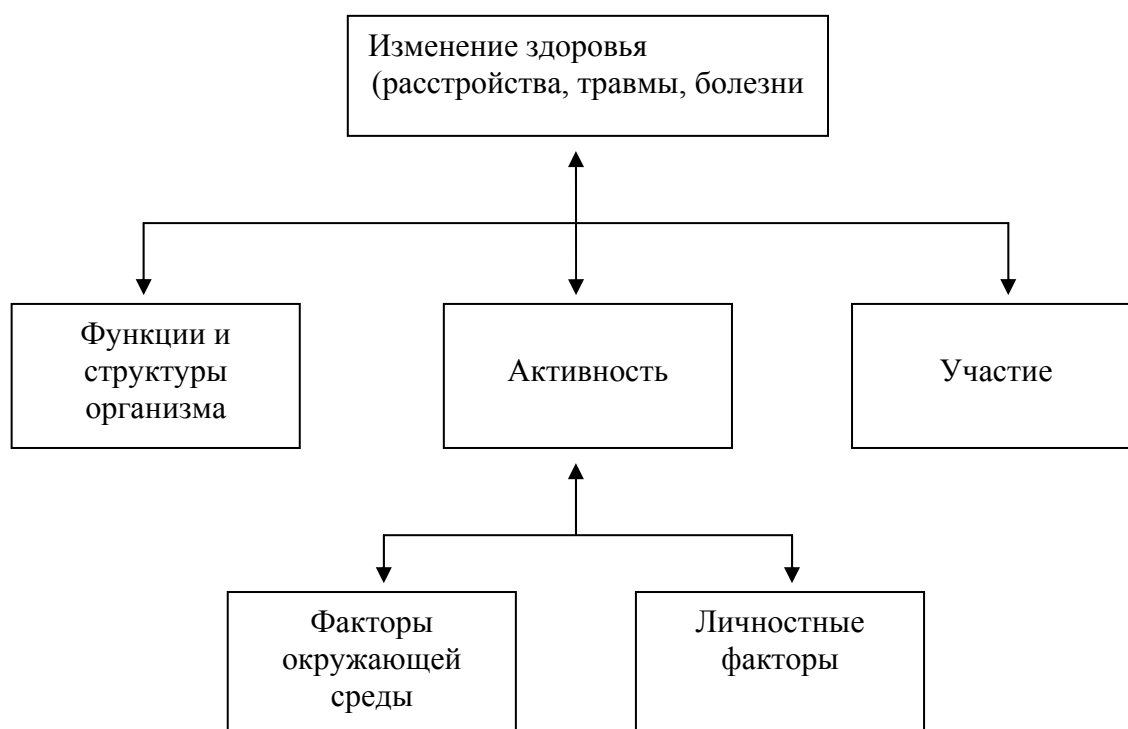 Изменение здоровья
(расстройства, травмы, болезни
Функции и
структуры
организма
Активность
Участие
Факторы
окружающей
среды
Личностные
факторы